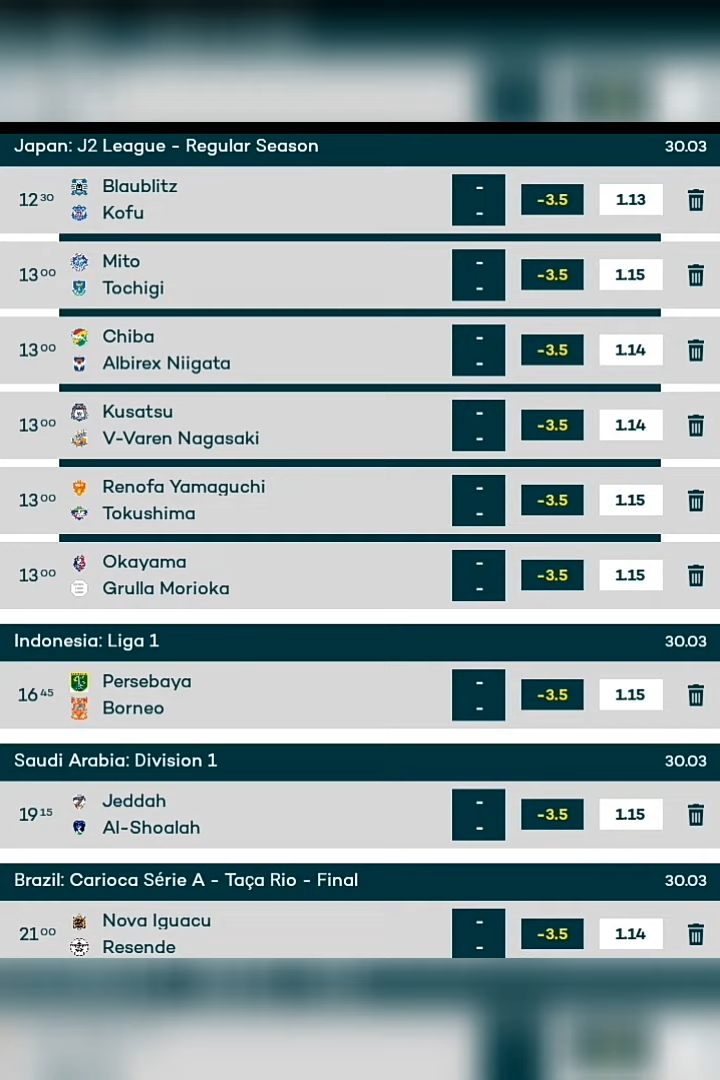 Japan: J2 League - Regular Season 30.03
12 30 Blaublitz - -3.5 1.13
Kofu -
13 00 Mito - -3.5 1.15
Tochigi -
13 00 Chiba - -3.5 1.14
Albirex Niigata -
13 00 Kusatsu - -3.5 1.14
V-Varen Nagasaki -
13 00 Renofa Yamaguchi - -3.5 1.15
Tokushima -
13 00 Okayama - -3.5 1.15
Grulla Morioka -
Indonesia: Liga 1 30.03
16 45 Persebaya - -3.5 1.15
Borneo -
Saudi Arabia: Division 1 30.03
19 15 Jeddah - -3.5 1.15
Al-Shoalah -
Brazil: Carioca Série A - Taça Rio - Final 30.03
21 00 Nova Iguacu - -3.5 1.14
Resende -